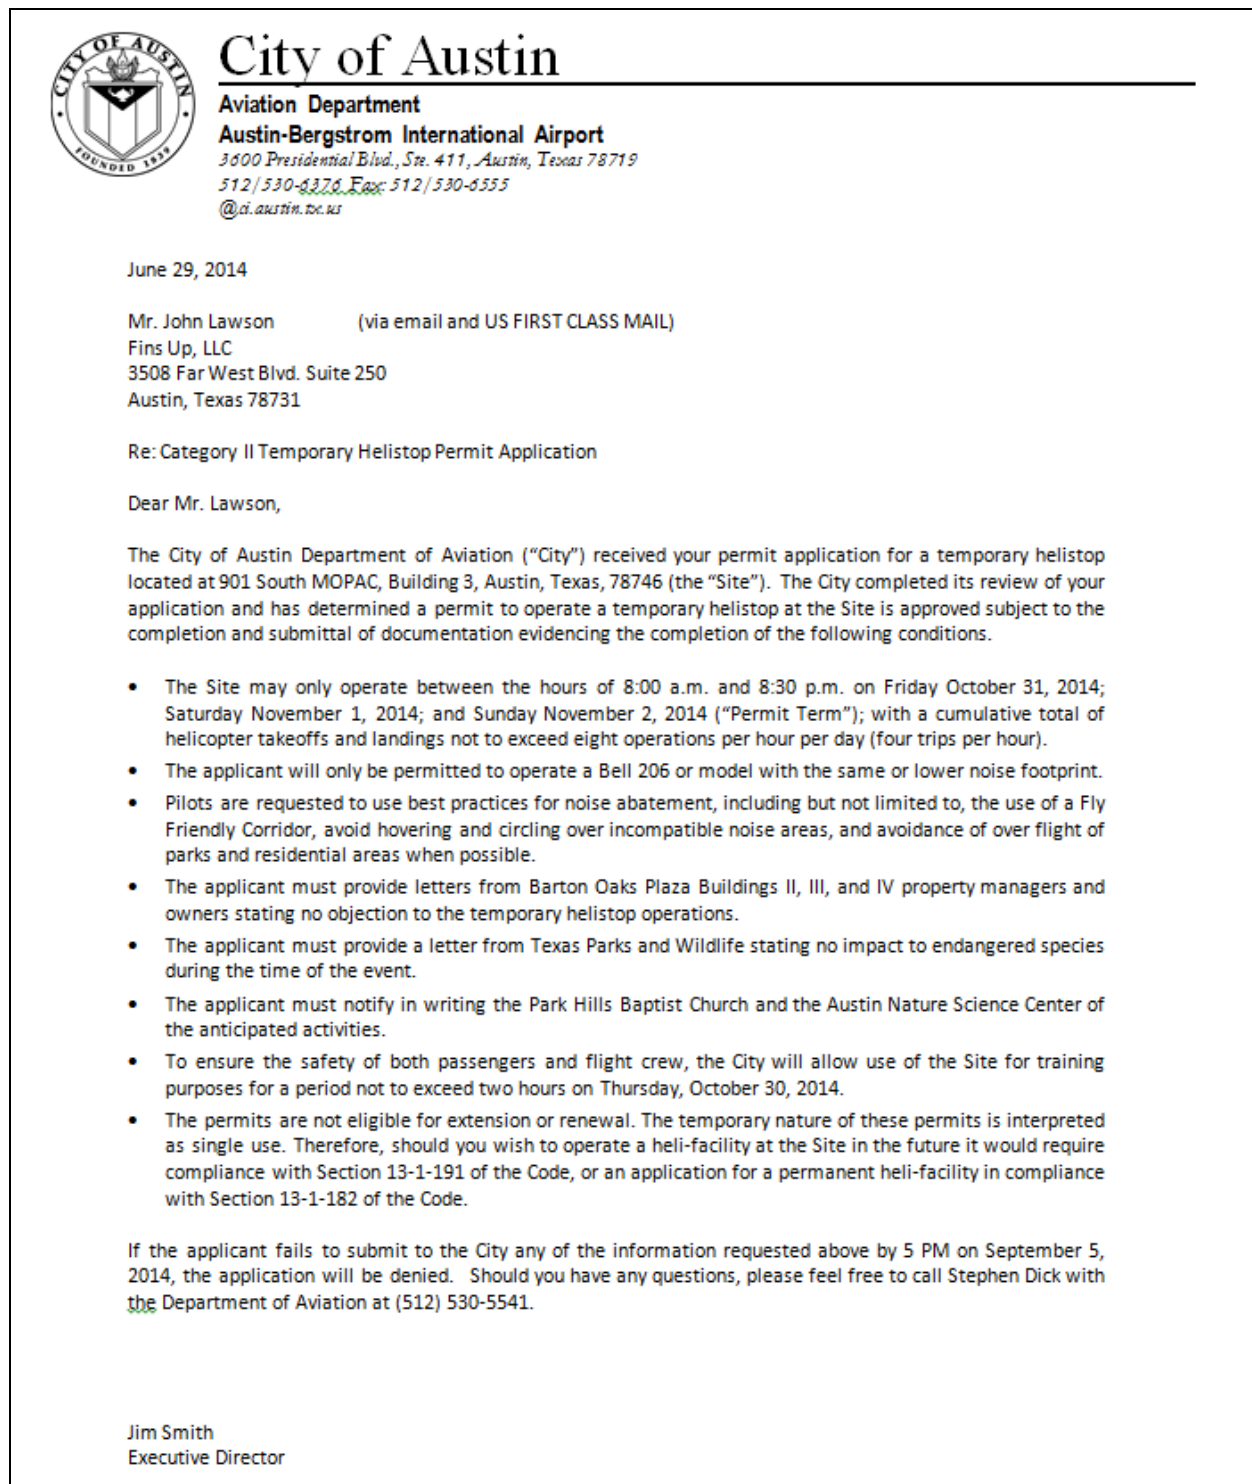 CITY OF AUSTIN
FOUNDED 1839
City of Austin
Aviation Department
Austin-Bergstrom International Airport
3600 Presidential Blvd., Ste. 411, Austin, Texas 78719
512/530-6376 Fax: 512/530-6555
@ci.austin.tx.us
June 29, 2014
Mr. John Lawson (via email and US FIRST CLASS MAIL)
Fins Up, LLC
3508 Far West Blvd. Suite 250
Austin, Texas 78731
Re: Category II Temporary Helistop Permit Application
Dear Mr. Lawson,
The City of Austin Department of Aviation (“City”) received your permit application for a temporary helistop
located at 901 South MOPAC, Building 3, Austin, Texas, 78746 (the “Site”). The City completed its review of your
application and has determined a permit to operate a temporary helistop at the Site is approved subject to the
completion and submittal of documentation evidencing the completion of the following conditions.
• The Site may only operate between the hours of 8:00 a.m. and 8:30 p.m. on Friday October 31, 2014;
Saturday November 1, 2014; and Sunday November 2, 2014 (“Permit Term”); with a cumulative total of
helicopter takeoffs and landings not to exceed eight operations per hour per day (four trips per hour).
• The applicant will only be permitted to operate a Bell 206 or model with the same or lower noise footprint.
• Pilots are requested to use best practices for noise abatement, including but not limited to, the use of a Fly
Friendly Corridor, avoid hovering and circling over incompatible noise areas, and avoidance of over flight of
parks and residential areas when possible.
• The applicant must provide letters from Barton Oaks Plaza Buildings II, III, and IV property managers and
owners stating no objection to the temporary helistop operations.
• The applicant must provide a letter from Texas Parks and Wildlife stating no impact to endangered species
during the time of the event.
• The applicant must notify in writing the Park Hills Baptist Church and the Austin Nature Science Center of
the anticipated activities.
• To ensure the safety of both passengers and flight crew, the City will allow use of the Site for training
purposes for a period not to exceed two hours on Thursday, October 30, 2014.
• The permits are not eligible for extension or renewal. The temporary nature of these permits is interpreted
as single use. Therefore, should you wish to operate a heli-facility at the Site in the future it would require
compliance with Section 13-1-191 of the Code, or an application for a permanent heli-facility in compliance
with Section 13-1-182 of the Code.
If the applicant fails to submit to the City any of the information requested above by 5 PM on September 5,
2014, the application will be denied. Should you have any questions, please feel free to call Stephen Dick with
the Department of Aviation at (512) 530-5541.
Jim Smith
Executive Director